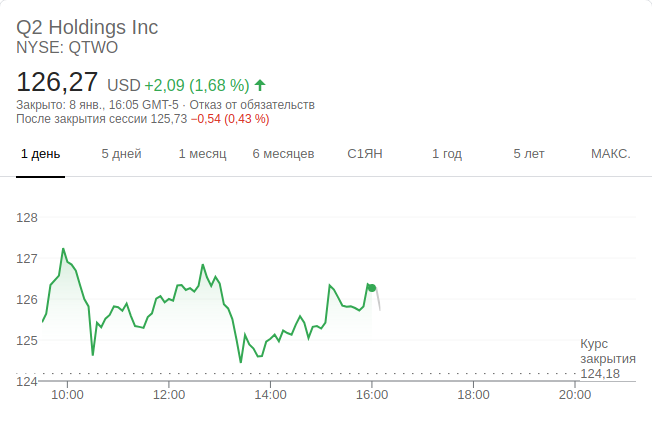 Q2 Holdings Inc
NYSE: QTWO
126,27 USD +2,09 (1,68 %)
Закрыто: 8 янв., 16:05 GMT-5 · Отказ от обязательств
После закрытия сессии 125,73 −0,54 (0,43 %)
1 день 5 дней 1 месяц 6 месяцев С1ЯН 1 год 5 лет МАКС.
128
127
126
125
Курс
закрытия
124,18
124
10:00 12:00 14:00 16:00 18:00 20:00